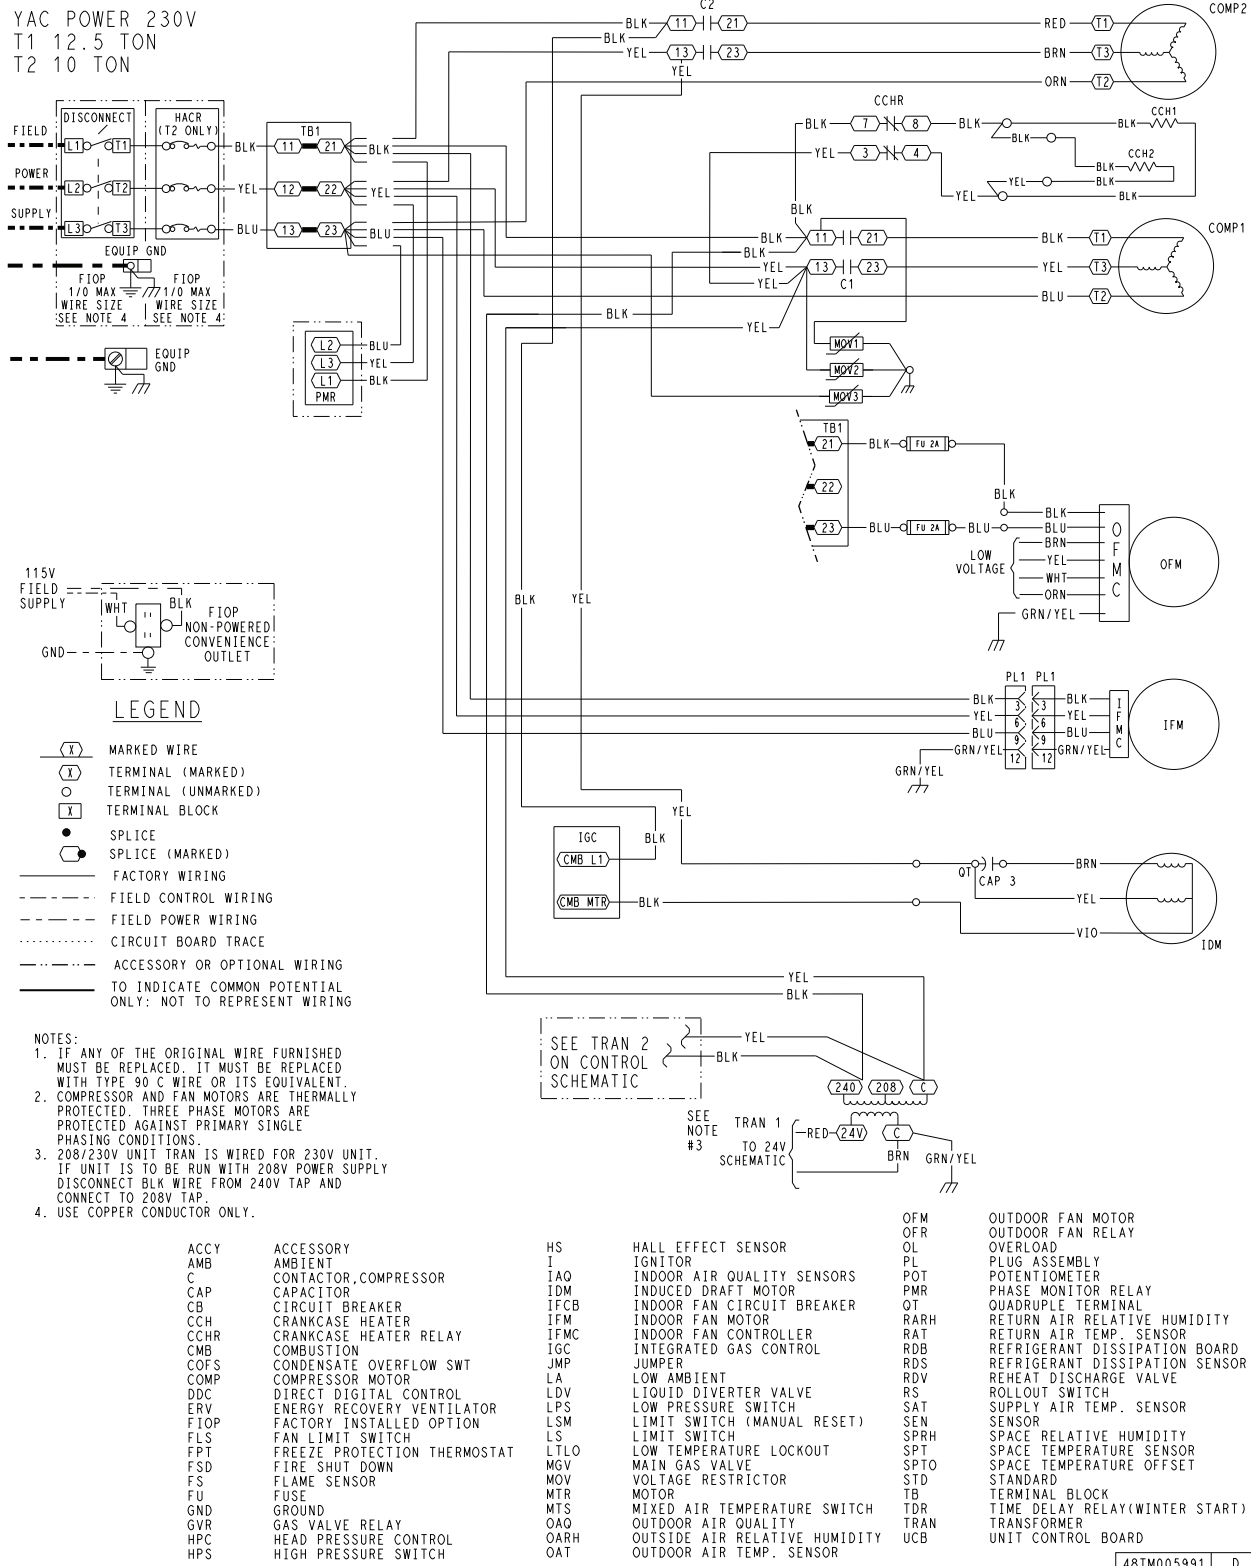 YAC POWER 230V
T1 12.5 TON
T2 10 TON
C2
BLK 11 21 RED T1 COMP2
BLK
YEL 13 23 BRN T3
YEL
ORN T2
DISCONNECT HACR (T2 ONLY) TB1
FIELD L1 T1 BLK 11 21 BLK
POWER L2 T2 YEL 12 22 YEL
SUPPLY L3 T3 BLU 13 23 BLU
EQUIP GND
FIOP
1/0 MAX
WIRE SIZE
SEE NOTE 4
FIOP
1/0 MAX
WIRE SIZE
SEE NOTE 4
EQUIP
GND
L2 BLU
L3 YEL
L1 BLK
PMR
CCHR
BLK 7 8 BLK BLK CCH1
BLK
YEL 3 4 BLK CCH2
YEL BLK
YEL BLK
BLK
BLK 11 21 BLK T1 COMP1
BLK
YEL 13 23 YEL T3
YEL C1
BLU T2
BLK
YEL
MOV1
MOV2
MOV3
TB1
21 BLK FU 2A
22
BLK
23 BLU FU 2A BLU
BLK
BLU
BRN
LOW
VOLTAGE
YEL
WHT
ORN
GRN/YEL
OFMC
OFM
115V
FIELD
SUPPLY
WHT BLK
FIOP
NON-POWERED
CONVENIENCE
OUTLET
GND
BLK YEL
PL1 PL1
BLK 3 3 BLK
YEL 6 6 YEL
BLU 9 9 BLU
GRN/YEL 12 12 GRN/YEL
GRN/YEL
IFMC
IFM
YEL
IGC BLK
CMB L1
CMB MTR BLK
QT CAP 3 BRN
YEL
VIO
IDM
YEL
BLK
SEE TRAN 2
ON CONTROL
SCHEMATIC
YEL
BLK
240 208 C
SEE
NOTE
#3
TRAN 1
RED 24V C
TO 24V
SCHEMATIC
BRN GRN/YEL
LEGEND
X MARKED WIRE
X TERMINAL (MARKED)
TERMINAL (UNMARKED)
X TERMINAL BLOCK
SPLICE
SPLICE (MARKED)
FACTORY WIRING
FIELD CONTROL WIRING
FIELD POWER WIRING
CIRCUIT BOARD TRACE
ACCESSORY OR OPTIONAL WIRING
TO INDICATE COMMON POTENTIAL
ONLY: NOT TO REPRESENT WIRING
NOTES:
1. IF ANY OF THE ORIGINAL WIRE FURNISHED
MUST BE REPLACED. IT MUST BE REPLACED
WITH TYPE 90 C WIRE OR ITS EQUIVALENT.
2. COMPRESSOR AND FAN MOTORS ARE THERMALLY
PROTECTED. THREE PHASE MOTORS ARE
PROTECTED AGAINST PRIMARY SINGLE
PHASING CONDITIONS.
3. 208/230V UNIT TRAN IS WIRED FOR 230V UNIT.
IF UNIT IS TO BE RUN WITH 208V POWER SUPPLY
DISCONNECT BLK WIRE FROM 240V TAP AND
CONNECT TO 208V TAP.
4. USE COPPER CONDUCTOR ONLY.
ACCY ACCESSORY
AMB AMBIENT
C CONTACTOR,COMPRESSOR
CAP CAPACITOR
CB CIRCUIT BREAKER
CCH CRANKCASE HEATER
CCHR CRANKCASE HEATER RELAY
CMB COMBUSTION
COFS CONDENSATE OVERFLOW SWT
COMP COMPRESSOR MOTOR
DDC DIRECT DIGITAL CONTROL
ERV ENERGY RECOVERY VENTILATOR
FIOP FACTORY INSTALLED OPTION
FLS FAN LIMIT SWITCH
FPT FREEZE PROTECTION THERMOSTAT
FSD FIRE SHUT DOWN
FS FLAME SENSOR
FU FUSE
GND GROUND
GVR GAS VALVE RELAY
HPC HEAD PRESSURE CONTROL
HPS HIGH PRESSURE SWITCH
HS HALL EFFECT SENSOR
I IGNITOR
IAQ INDOOR AIR QUALITY SENSORS
IDM INDUCED DRAFT MOTOR
IFCB INDOOR FAN CIRCUIT BREAKER
IFM INDOOR FAN MOTOR
IFMC INDOOR FAN CONTROLLER
IGC INTEGRATED GAS CONTROL
JMP JUMPER
LA LOW AMBIENT
LDV LIQUID DIVERTER VALVE
LPS LOW PRESSURE SWITCH
LSM LIMIT SWITCH (MANUAL RESET)
LS LIMIT SWITCH
LTLO LOW TEMPERATURE LOCKOUT
MGV MAIN GAS VALVE
MOV VOLTAGE RESTRICTOR
MTR MOTOR
MTS MIXED AIR TEMPERATURE SWITCH
OAQ OUTDOOR AIR QUALITY
OARH OUTSIDE AIR RELATIVE HUMIDITY
OAT OUTDOOR AIR TEMP. SENSOR
OFM OUTDOOR FAN MOTOR
OFR OUTDOOR FAN RELAY
OL OVERLOAD
PL PLUG ASSEMBLY
POT POTENTIOMETER
PMR PHASE MONITOR RELAY
QT QUADRUPLE TERMINAL
RARH RETURN AIR RELATIVE HUMIDITY
RAT RETURN AIR TEMP. SENSOR
RDB REFRIGERANT DISSIPATION BOARD
RDS REFRIGERANT DISSIPATION SENSOR
RDV REHEAT DISCHARGE VALVE
RS ROLLOUT SWITCH
SAT SUPPLY AIR TEMP. SENSOR
SEN SENSOR
SPRH SPACE RELATIVE HUMIDITY
SPT SPACE TEMPERATURE SENSOR
SPTO SPACE TEMPERATURE OFFSET
STD STANDARD
TB TERMINAL BLOCK
TDR TIME DELAY RELAY(WINTER START)
TRAN TRANSFORMER
UCB UNIT CONTROL BOARD
48TM005991 D